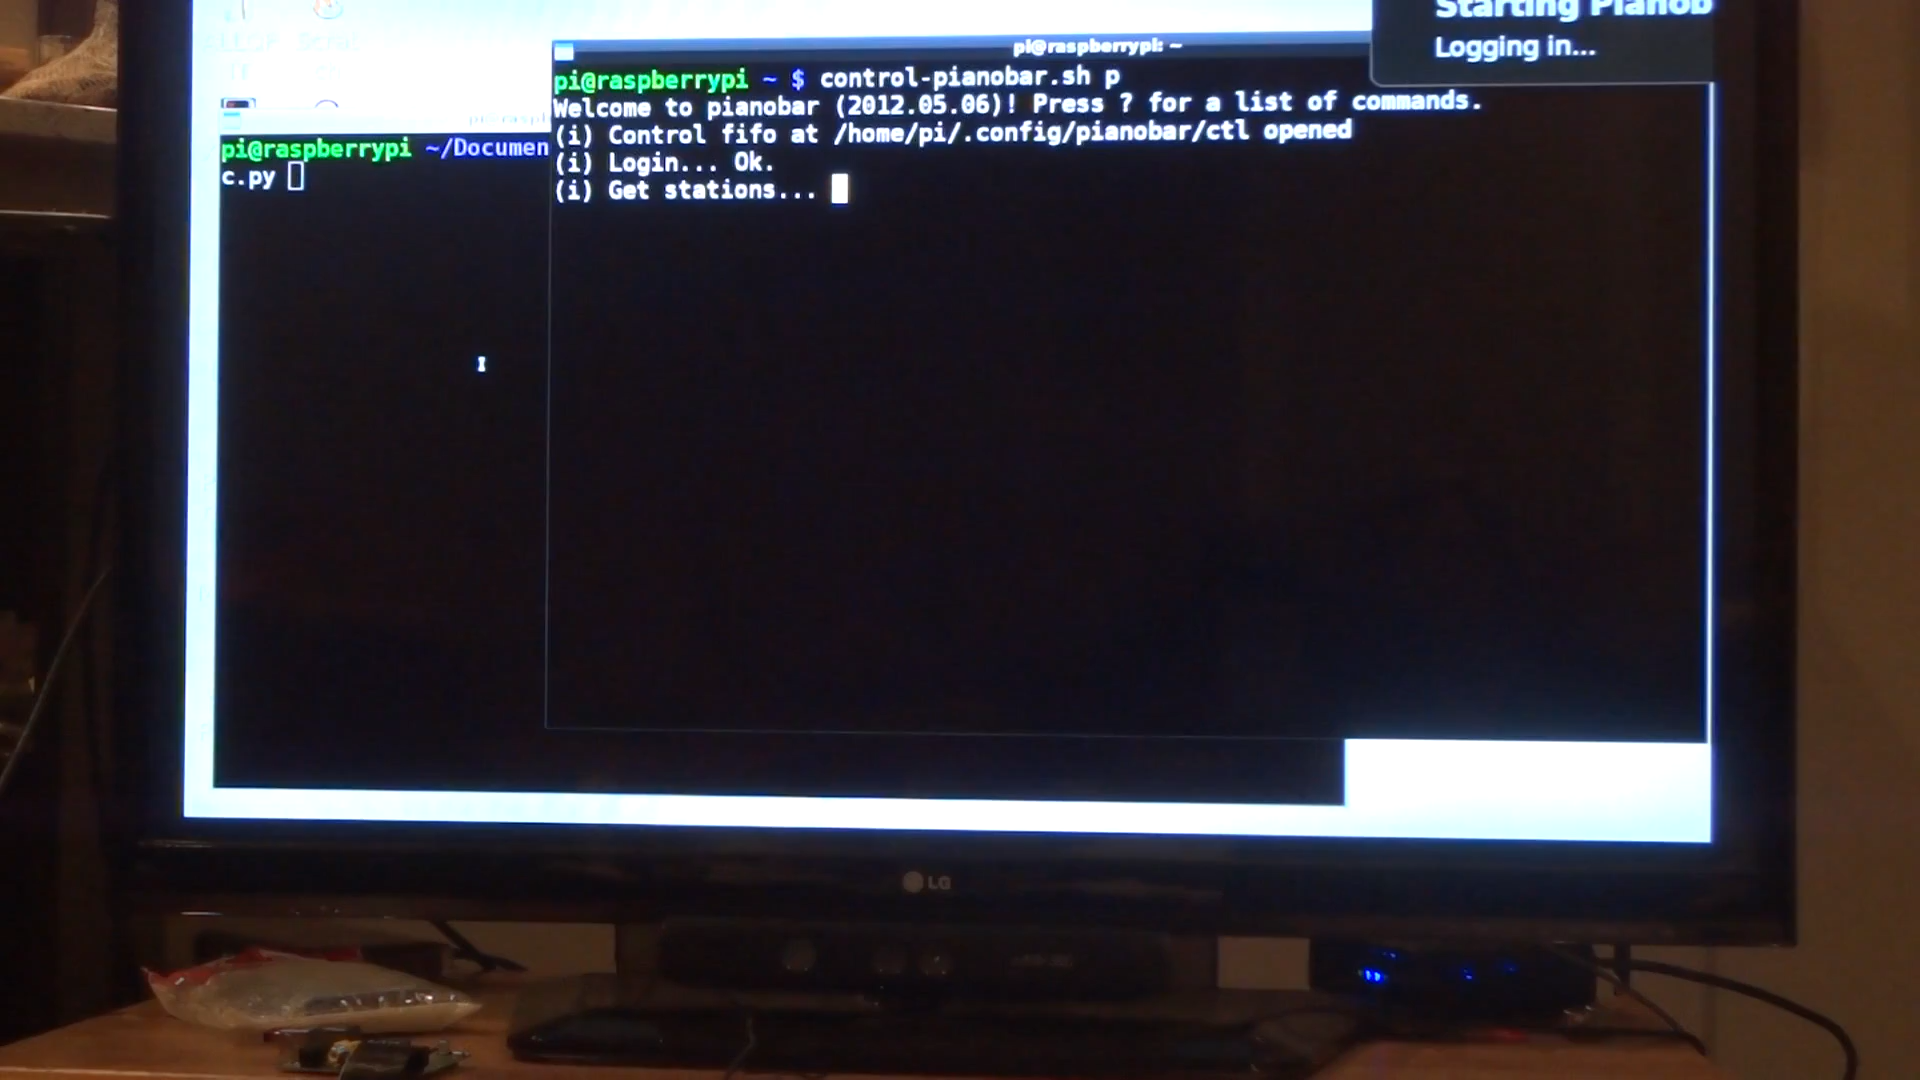 Starting Pianob
Logging in...
pi@raspberrypi: ~
pi@raspberrypi ~ $ control-pianobar.sh p
Welcome to pianobar (2012.05.06)! Press ? for a list of commands.
(i) Control fifo at /home/pi/.config/pianobar/ctl opened
(i) Login... Ok.
(i) Get stations...
pi@raspberrypi ~/Documen
c.py
LG